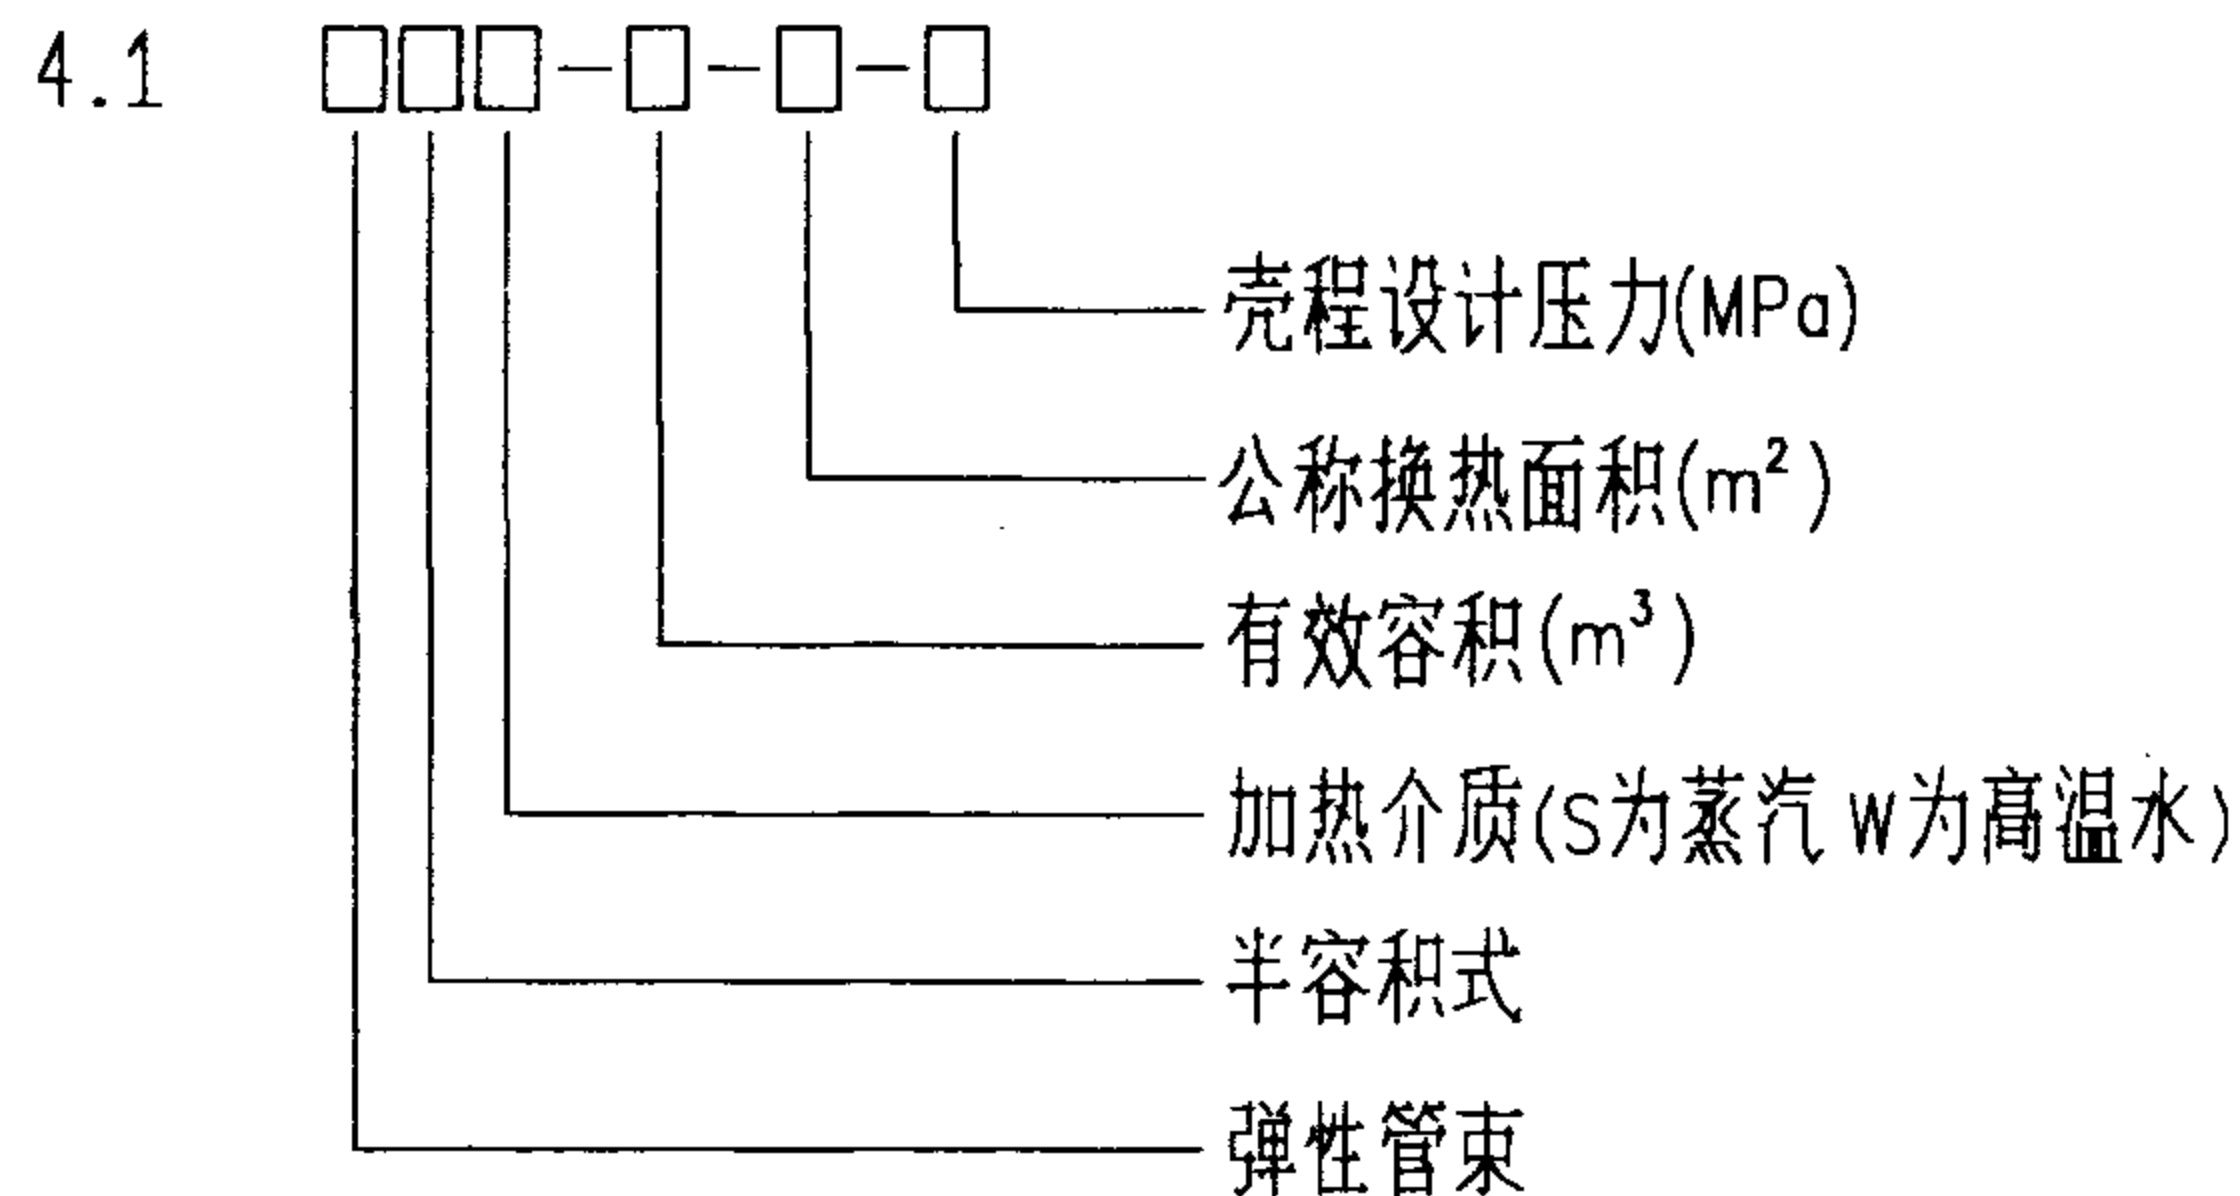 4.1 □□□-□-□-□
壳程设计压力(MPa)
公称换热面积(m²)
有效容积(m³)
加热介质(S为蒸汽 W为高温水)
半容积式
弹性管束